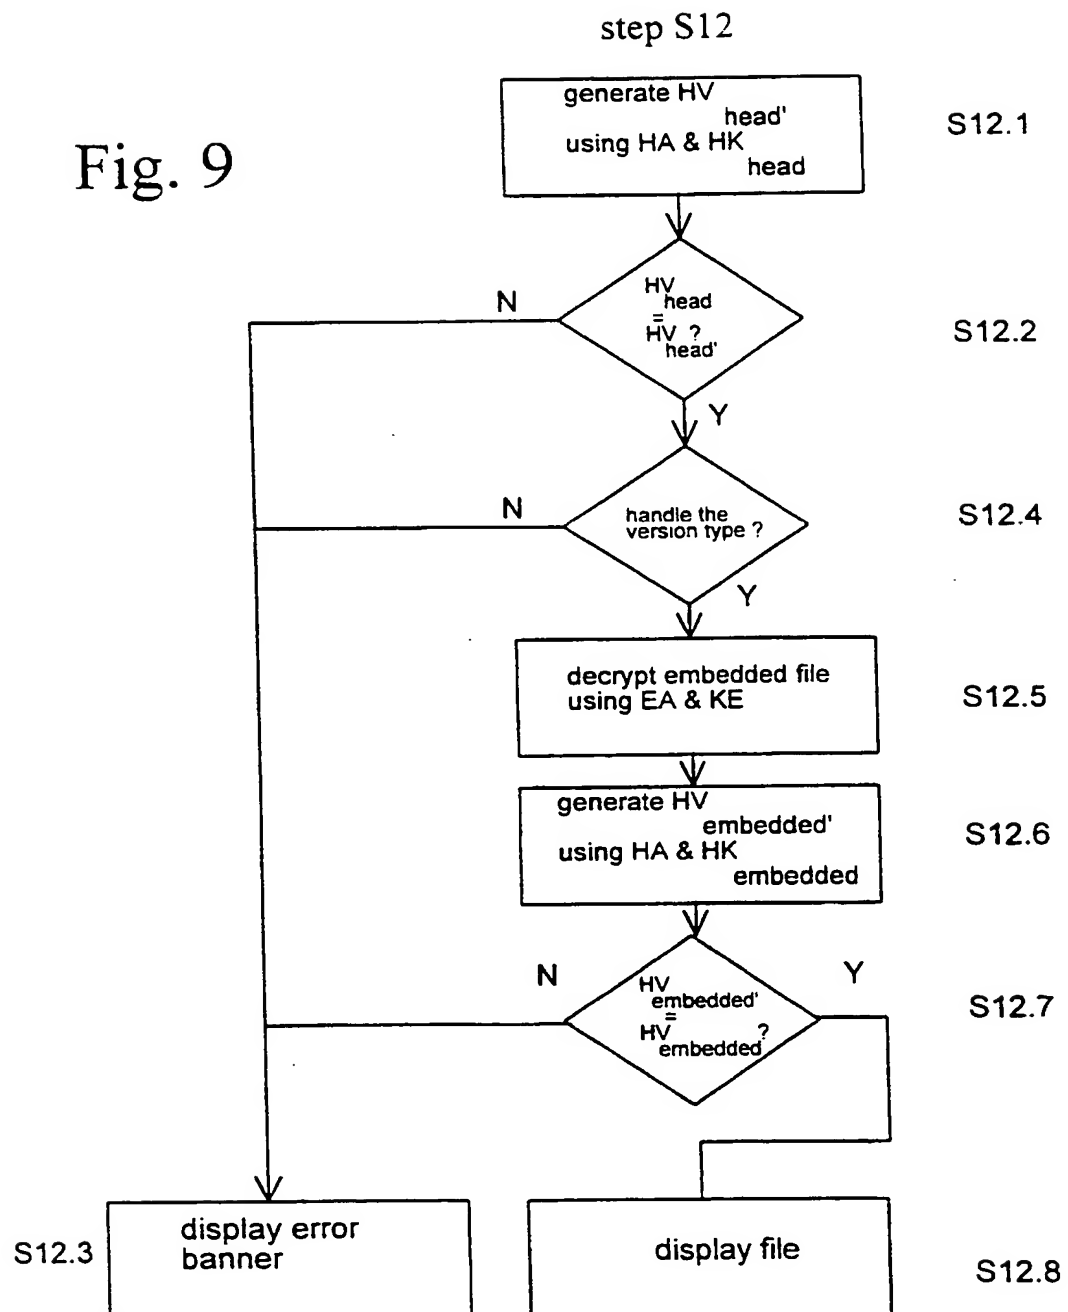 step S12
Fig. 9
generate HV
head'
using HA & HK
head
S12.1
HV
head
=
HV ?
head'
N
Y
S12.2
handle the
version type ?
N
Y
S12.4
decrypt embedded file
using EA & KE
S12.5
generate HV
embedded'
using HA & HK
embedded
S12.6
HV
embedded'
=
HV ?
embedded
N
Y
S12.7
S12.3
display error
banner
display file
S12.8